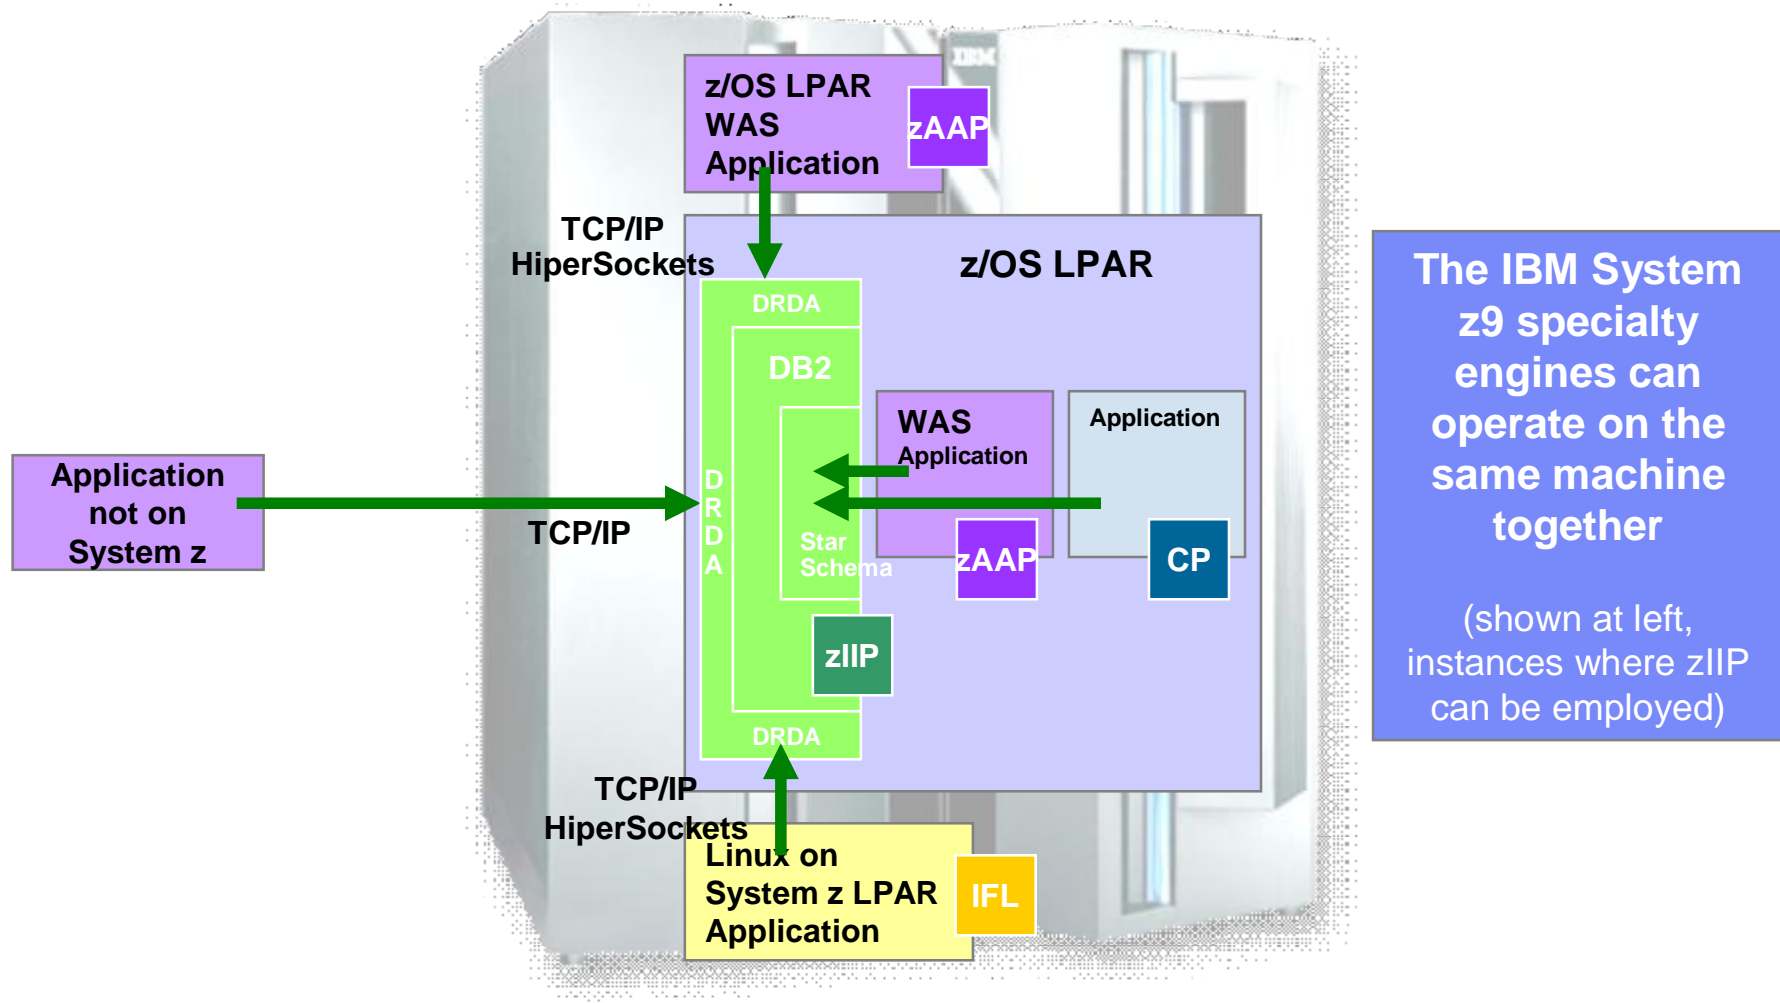 IBM
z/OS LPAR
WAS
Application
zAAP
TCP/IP
HiperSockets
z/OS LPAR
DRDA
DB2
WAS
Application
Application
DRDA
Star
Schema
zAAP
CP
zIIP
DRDA
Application
not on
System z
TCP/IP
TCP/IP
HiperSockets
Linux on
System z LPAR
Application
IFL
The IBM System
z9 specialty
engines can
operate on the
same machine
together
(shown at left,
instances where zIIP
can be employed)